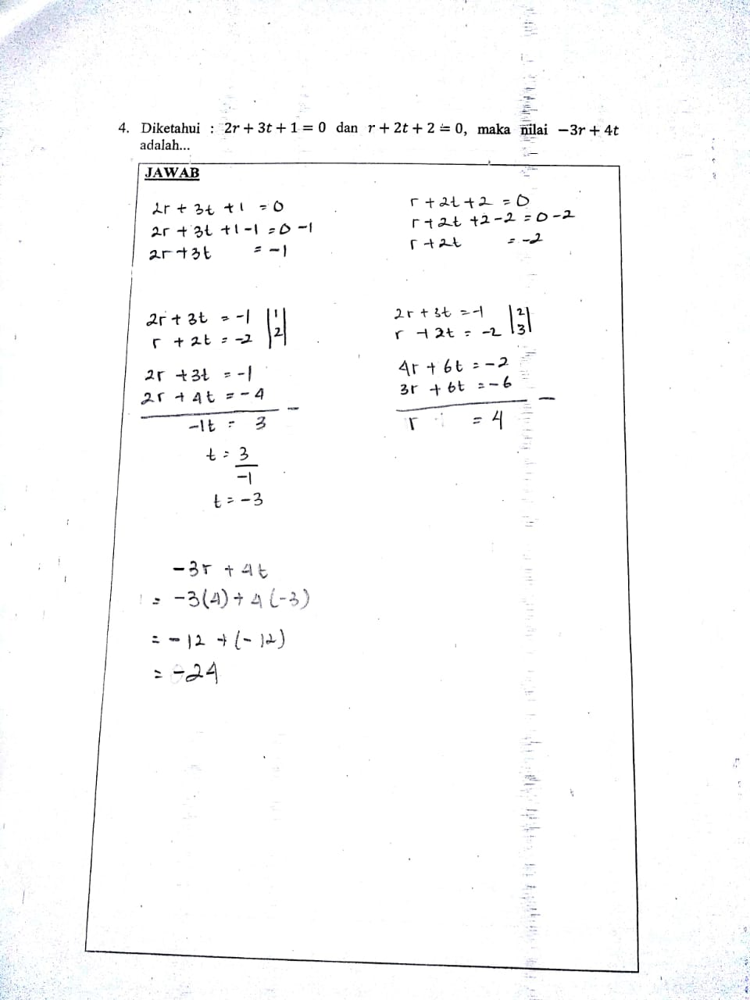 4. Diketahui : 2r + 3t + 1 = 0 dan r + 2t + 2 = 0, maka nilai −3r + 4t
adalah...
JAWAB
2r + 3t + 1 = 0
2r + 3t + 1 - 1 = 0 - 1
2r + 3t = -1
r + 2t + 2 = 0
r + 2t + 2 - 2 = 0 - 2
r + 2t = -2
2r + 3t = -1 |1|
r + 2t = -2 |2|
2r + 3t = -1
2r + 4t = -4
-
-1t = 3
t = 3
-1
t = -3
2r + 3t = -1 |2|
r + 2t = -2 |3|
4r + 6t = -2
3r + 6t = -6
-
r = 4
-3r + 4t
= -3(4) + 4(-3)
= -12 + (-12)
= -24